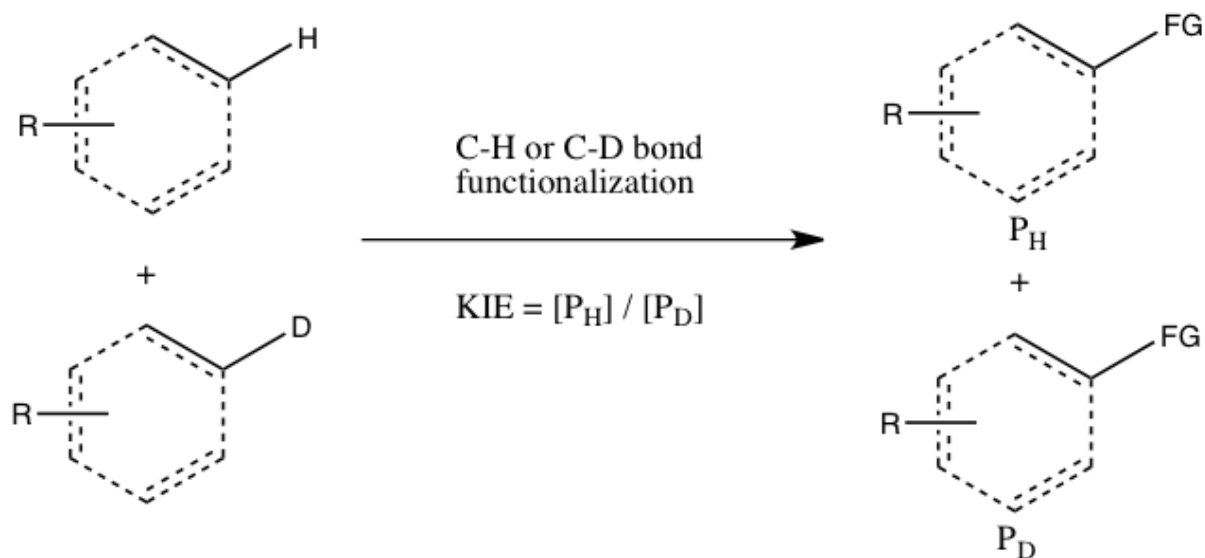 H
R
+
D
R
C-H or C-D bond
functionalization
KIE = [P_H] / [P_D]
FG
R
P_H
+
FG
R
P_D